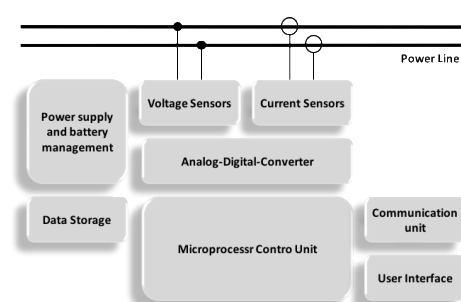 Power Line
Voltage Sensors
Current Sensors
Power supply
and battery
management
Analog-Digital-Converter
Data Storage
Microprocessr Contro Unit
Communication
unit
User Interface